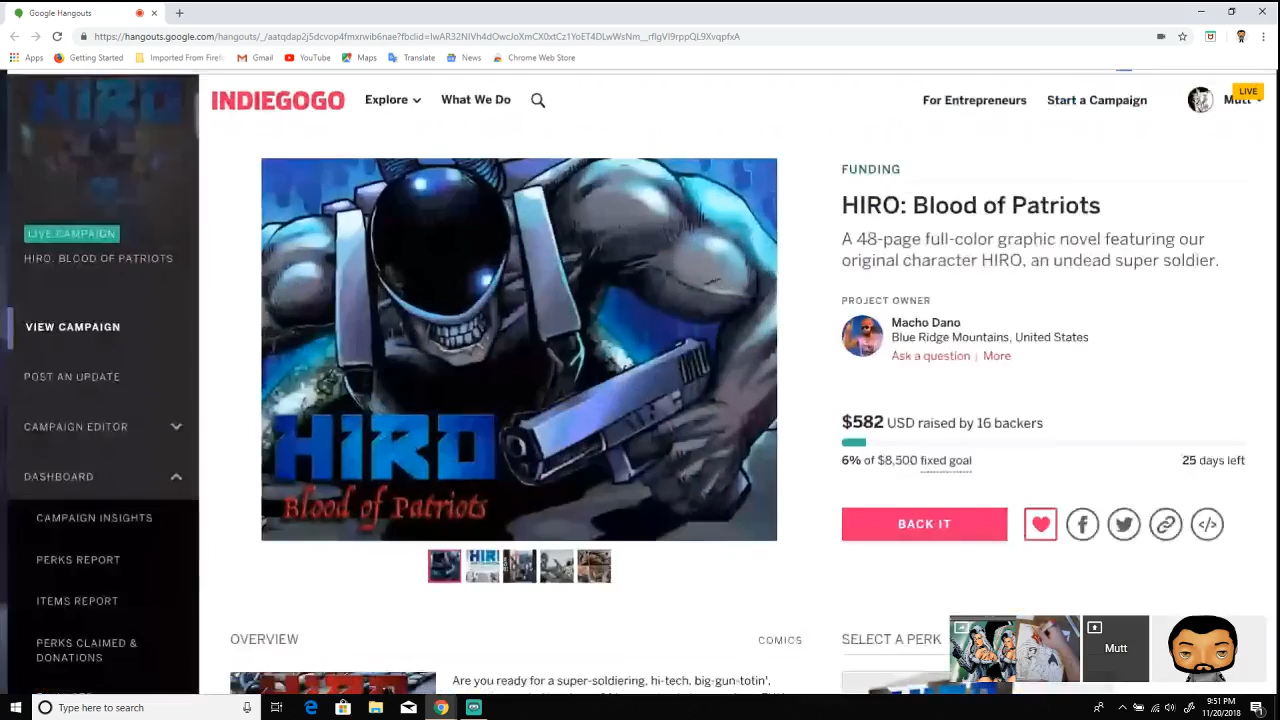 Google Hangouts
https://hangouts.google.com/hangouts/_/aatqdap2j5dcvop4fmxrwib6nae?fbclid=IwAR32NIVh4dOwcJoXmCX0xtCz1YoET4DLwWsNm__rflgVI9rppQL9XvqpfxA
Apps Getting Started Imported From Firef Gmail YouTube Maps Translate News Chrome Web Store
HIRO
INDIEGOGO Explore What We Do For Entrepreneurs Start a Campaign Mutt
LIVE
LIVE CAMPAIGN
HIRO: BLOOD OF PATRIOTS
VIEW CAMPAIGN
POST AN UPDATE
CAMPAIGN EDITOR
DASHBOARD
CAMPAIGN INSIGHTS
PERKS REPORT
ITEMS REPORT
PERKS CLAIMED &
DONATIONS
HIRO
Blood of Patriots
FUNDING
HIRO: Blood of Patriots
A 48-page full-color graphic novel featuring our
original character HIRO, an undead super soldier.
PROJECT OWNER
Macho Dano
Blue Ridge Mountains, United States
Ask a question | More
$582 USD raised by 16 backers
6% of $8,500 fixed goal 25 days left
BACK IT
OVERVIEW COMICS
SELECT A PERK
Are you ready for a super-soldiering, hi-tech, big-gun-totin',
Mutt
Type here to search
9:51 PM
11/20/2018